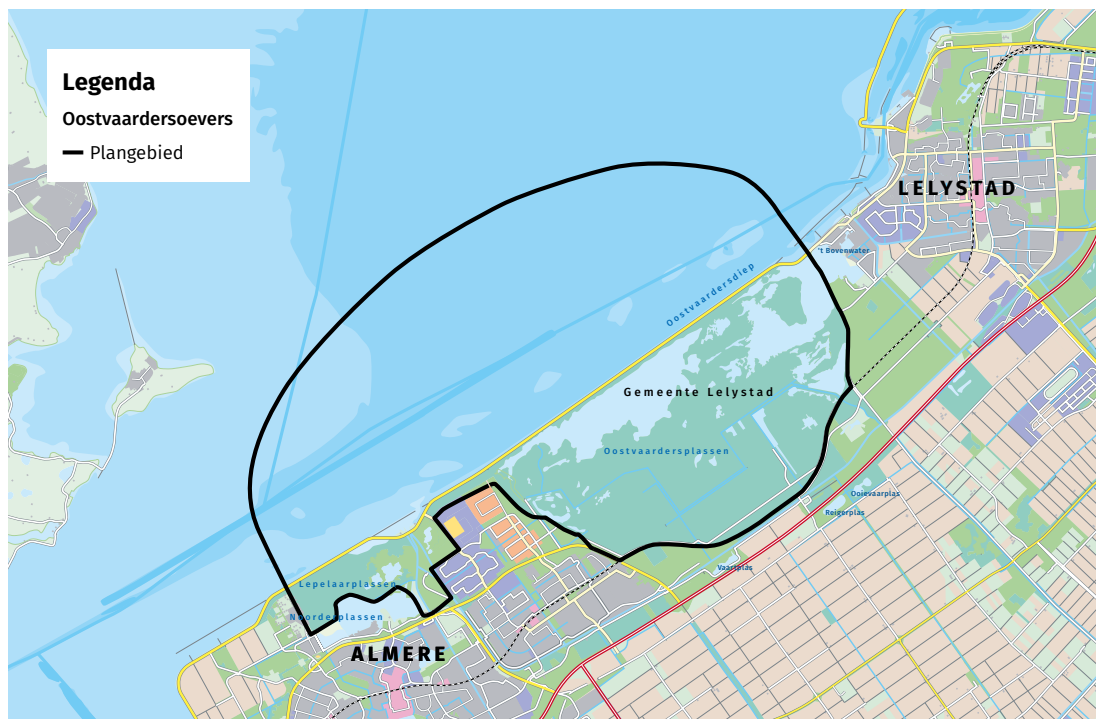 Legenda
Oostvaardersoevers
Plangebied
LELYSTAD
't Bovenwater
Oostvaardersdiep
Gemeente Lelystad
Oostvaardersplassen
Ooievaarplas
Reigerplas
Vaartplas
Lepelaarplassen
Noorderplassen
ALMERE